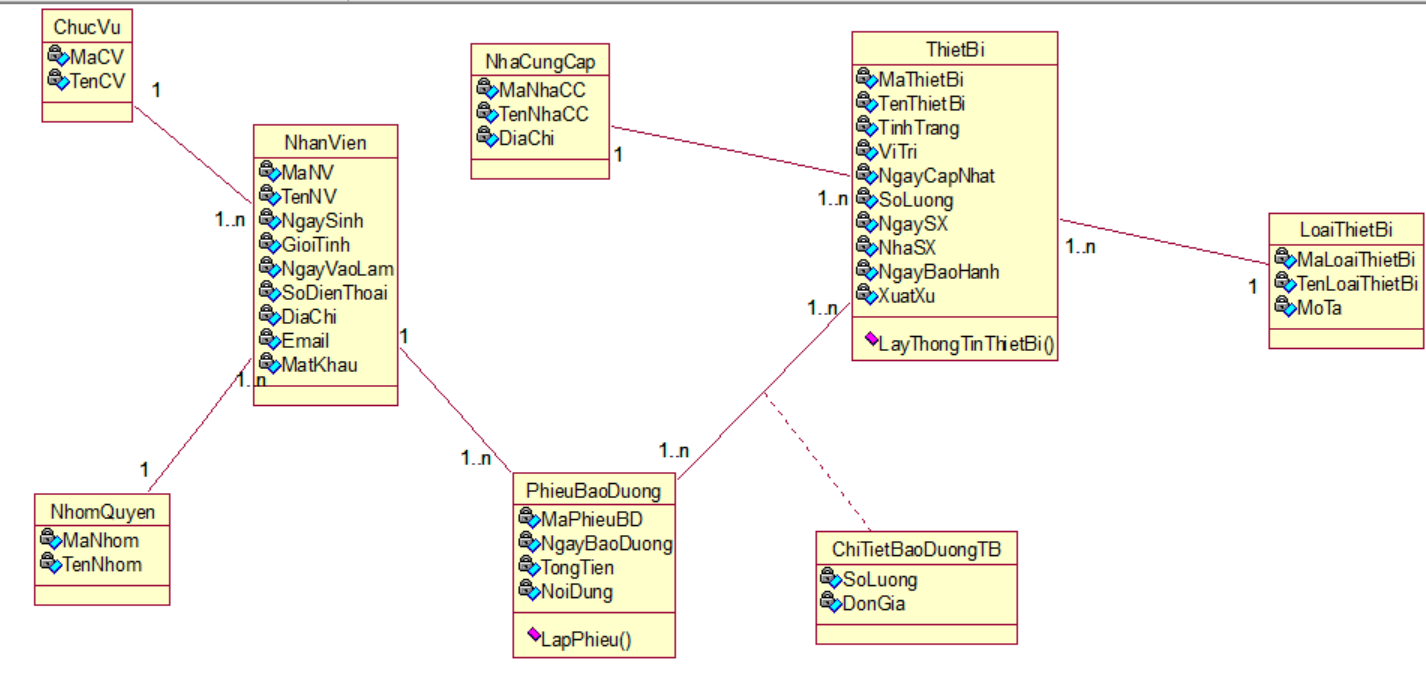 ChucVu
MaCV
TenCV
1
1..n
NhanVien
MaNV
TenNV
NgaySinh
GioiTinh
NgayVaoLam
SoDienThoai
DiaChi
Email
MatKhau
1..n
1
NhomQuyen
MaNhom
TenNhom
1
1..n
PhieuBaoDuong
MaPhieuBD
NgayBaoDuong
TongTien
NoiDung
LapPhieu()
NhaCungCap
MaNhaCC
TenNhaCC
DiaChi
1
1..n
ThietBi
MaThietBi
TenThietBi
TinhTrang
ViTri
NgayCapNhat
SoLuong
NgaySX
NhaSX
NgayBaoHanh
XuatXu
LayThongTinThietBi()
1..n
1..n
ChiTietBaoDuongTB
SoLuong
DonGia
1..n
1
LoaiThietBi
MaLoaiThietBi
TenLoaiThietBi
MoTa